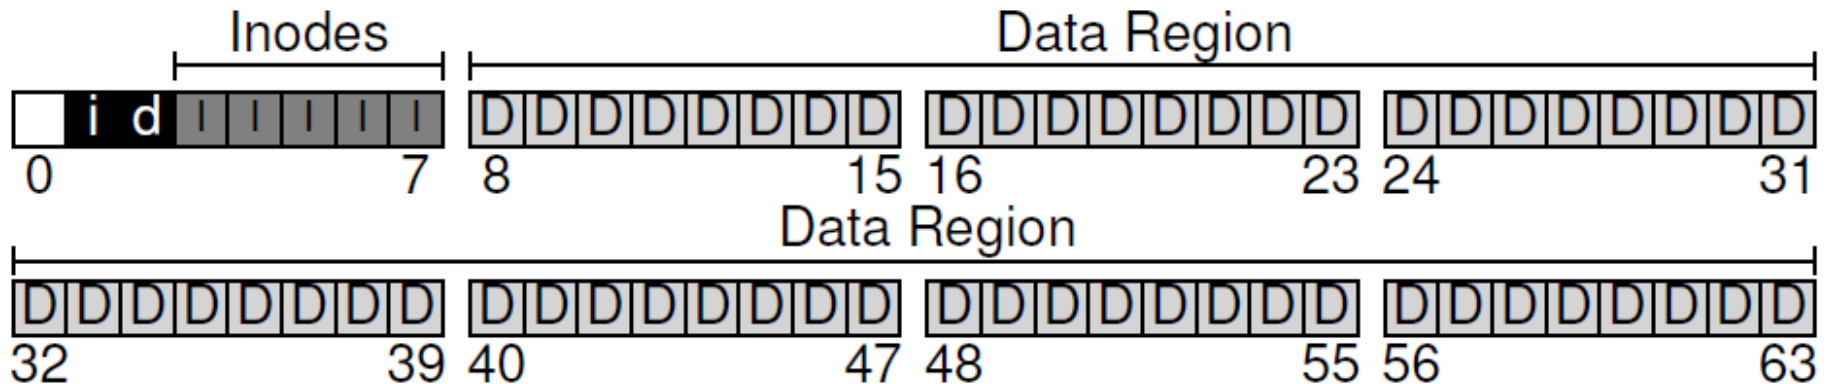 Inodes Data Region
i d I I I I I D D D D D D D D D D D D D D D D D D D D D D D D
0 7 8 15 16 23 24 31
Data Region
D D D D D D D D D D D D D D D D D D D D D D D D D D D D D D D D
32 39 40 47 48 55 56 63